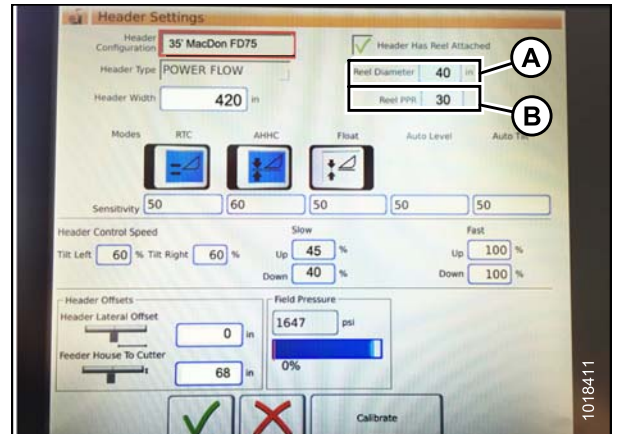 Header Settings
Header Configuration 35' MacDon FD75
Header Has Reel Attached
Header Type POWER FLOW
Reel Diameter 40 in
A
Header Width 420 in
Reel PPR 30
B
Modes RTC AHHC Float Auto Level Auto Tilt
Sensitivity 50 60 50 50 50
Header Control Speed Slow Fast
Tilt Left 60 % Tilt Right 60 % Up 45 % Up 100 %
Down 40 % Down 100 %
Header Offsets Field Pressure
Header Lateral Offset 0 in 1647 psi
Feeder House To Cutter 68 in 0%
Calibrate
1018411